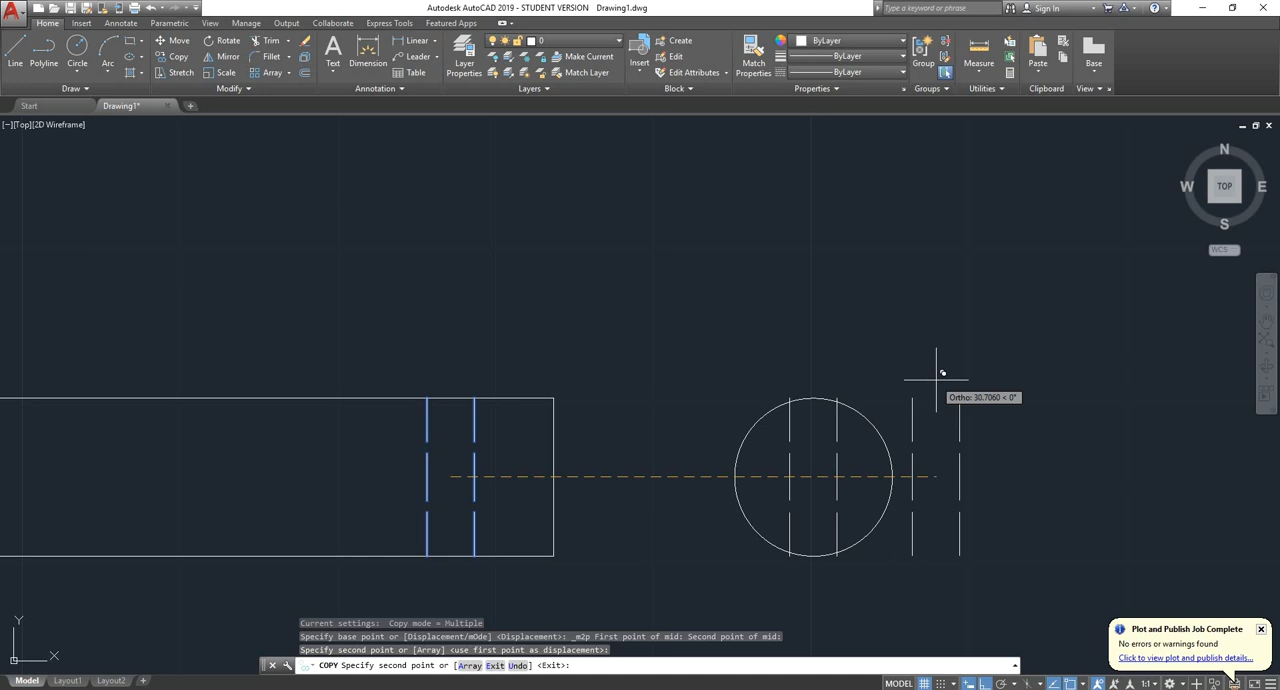 Autodesk AutoCAD 2019 - STUDENT VERSION Drawing1.dwg
Type a keyword or phrase
Sign In
Home Insert Annotate Parametric View Manage Output Collaborate Express Tools Featured Apps
Line Polyline Circle Arc
Move Rotate Trim
Copy Mirror Fillet
Stretch Scale Array
Text Dimension
Linear
Leader
Table
Layer Properties
0
Make Current
Match Layer
Insert
Create
Edit
Edit Attributes
Match Properties
ByLayer
ByLayer
ByLayer
Group
Measure
Paste
Base
Draw Modify Annotation Layers Block Properties Groups Utilities Clipboard View
Start Drawing1* +
[−][Top][2D Wireframe]
N
W TOP E
S
WCS
Ortho: 30.7060 < 0°
Y
X
Current settings: Copy mode = Multiple
Specify base point or [Displacement/mOde] <Displacement>: _m2p First point of mid: Second point of mid:
Specify second point or [Array] <use first point as displacement>:
COPY Specify second point or [Array Exit Undo] <Exit>:
Plot and Publish Job Complete
No errors or warnings found
Click to view plot and publish details...
Model Layout1 Layout2 +
MODEL 1:1